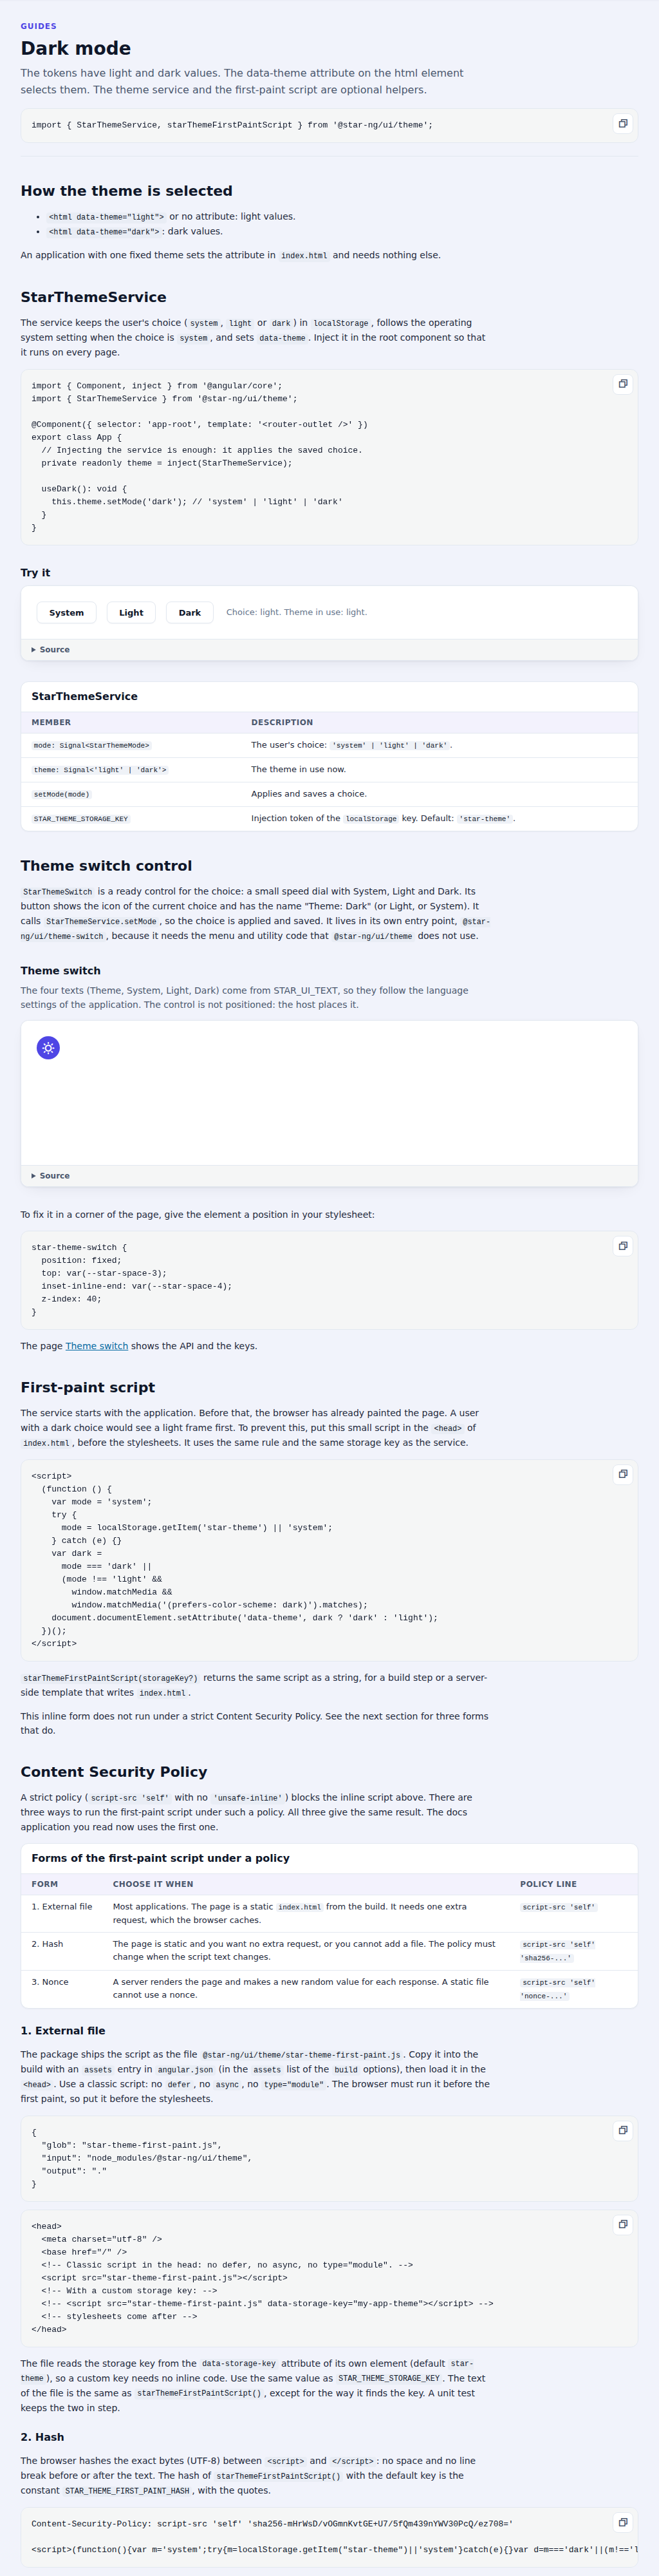 GUIDES
Dark mode
The tokens have light and dark values. The data-theme attribute on the html element
selects them. The theme service and the first-paint script are optional helpers.
import { StarThemeService, starThemeFirstPaintScript } from '@star-ng/ui/theme';
How the theme is selected
• <html data-theme="light"> or no attribute: light values.
• <html data-theme="dark">: dark values.
An application with one fixed theme sets the attribute in index.html and needs nothing else.
StarThemeService
The service keeps the user's choice (system, light or dark) in localStorage, follows the operating
system setting when the choice is system, and sets data-theme. Inject it in the root component so that
it runs on every page.
import { Component, inject } from '@angular/core';
import { StarThemeService } from '@star-ng/ui/theme';
@Component({ selector: 'app-root', template: '<router-outlet />' })
export class App {
  // Injecting the service is enough: it applies the saved choice.
  private readonly theme = inject(StarThemeService);
  useDark(): void {
    this.theme.setMode('dark'); // 'system' | 'light' | 'dark'
  }
}
Try it
System Light Dark Choice: light. Theme in use: light.
Source
StarThemeService
MEMBER DESCRIPTION
mode: Signal<StarThemeMode> The user's choice: 'system' | 'light' | 'dark'.
theme: Signal<'light' | 'dark'> The theme in use now.
setMode(mode) Applies and saves a choice.
STAR_THEME_STORAGE_KEY Injection token of the localStorage key. Default: 'star-theme'.
Theme switch control
StarThemeSwitch is a ready control for the choice: a small speed dial with System, Light and Dark. Its
button shows the icon of the current choice and has the name "Theme: Dark" (or Light, or System). It
calls StarThemeService.setMode, so the choice is applied and saved. It lives in its own entry point, @star-
ng/ui/theme-switch, because it needs the menu and utility code that @star-ng/ui/theme does not use.
Theme switch
The four texts (Theme, System, Light, Dark) come from STAR_UI_TEXT, so they follow the language
settings of the application. The control is not positioned: the host places it.
Source
To fix it in a corner of the page, give the element a position in your stylesheet:
star-theme-switch {
  position: fixed;
  top: var(--star-space-3);
  inset-inline-end: var(--star-space-4);
  z-index: 40;
}
The page Theme switch shows the API and the keys.
First-paint script
The service starts with the application. Before that, the browser has already painted the page. A user
with a dark choice would see a light frame first. To prevent this, put this small script in the <head> of
index.html, before the stylesheets. It uses the same rule and the same storage key as the service.
<script>
  (function () {
    var mode = 'system';
    try {
      mode = localStorage.getItem('star-theme') || 'system';
    } catch (e) {}
    var dark =
      mode === 'dark' ||
      (mode !== 'light' &&
        window.matchMedia &&
        window.matchMedia('(prefers-color-scheme: dark)').matches);
    document.documentElement.setAttribute('data-theme', dark ? 'dark' : 'light');
  })();
</script>
starThemeFirstPaintScript(storageKey?) returns the same script as a string, for a build step or a server-
side template that writes index.html.
This inline form does not run under a strict Content Security Policy. See the next section for three forms
that do.
Content Security Policy
A strict policy (script-src 'self' with no 'unsafe-inline') blocks the inline script above. There are
three ways to run the first-paint script under such a policy. All three give the same result. The docs
application you read now uses the first one.
Forms of the first-paint script under a policy
FORM CHOOSE IT WHEN POLICY LINE
1. External file Most applications. The page is a static index.html from the build. It needs one extra script-src 'self'
request, which the browser caches.
2. Hash The page is static and you want no extra request, or you cannot add a file. The policy must script-src 'self'
change when the script text changes. 'sha256-...'
3. Nonce A server renders the page and makes a new random value for each response. A static file script-src 'self'
cannot use a nonce. 'nonce-...'
1. External file
The package ships the script as the file @star-ng/ui/theme/star-theme-first-paint.js. Copy it into the
build with an assets entry in angular.json (in the assets list of the build options), then load it in the
<head>. Use a classic script: no defer, no async, no type="module". The browser must run it before the
first paint, so put it before the stylesheets.
{
  "glob": "star-theme-first-paint.js",
  "input": "node_modules/@star-ng/ui/theme",
  "output": "."
}
<head>
  <meta charset="utf-8" />
  <base href="/" />
  <!-- Classic script in the head: no defer, no async, no type="module". -->
  <script src="star-theme-first-paint.js"></script>
  <!-- With a custom storage key: -->
  <!-- <script src="star-theme-first-paint.js" data-storage-key="my-app-theme"></script> -->
  <!-- stylesheets come after -->
</head>
The file reads the storage key from the data-storage-key attribute of its own element (default star-
theme), so a custom key needs no inline code. Use the same value as STAR_THEME_STORAGE_KEY. The text
of the file is the same as starThemeFirstPaintScript(), except for the way it finds the key. A unit test
keeps the two in step.
2. Hash
The browser hashes the exact bytes (UTF-8) between <script> and </script>: no space and no line
break before or after the text. The hash of starThemeFirstPaintScript() with the default key is the
constant STAR_THEME_FIRST_PAINT_HASH, with the quotes.
Content-Security-Policy: script-src 'self' 'sha256-mHrWsD/vOGmnKvtGE+U7/5fQm439nYWV30PcQ/ez708='
<script>(function(){var m='system';try{m=localStorage.getItem("star-theme")||'system'}catch(e){}var d=m==='dark'||(m!=='l